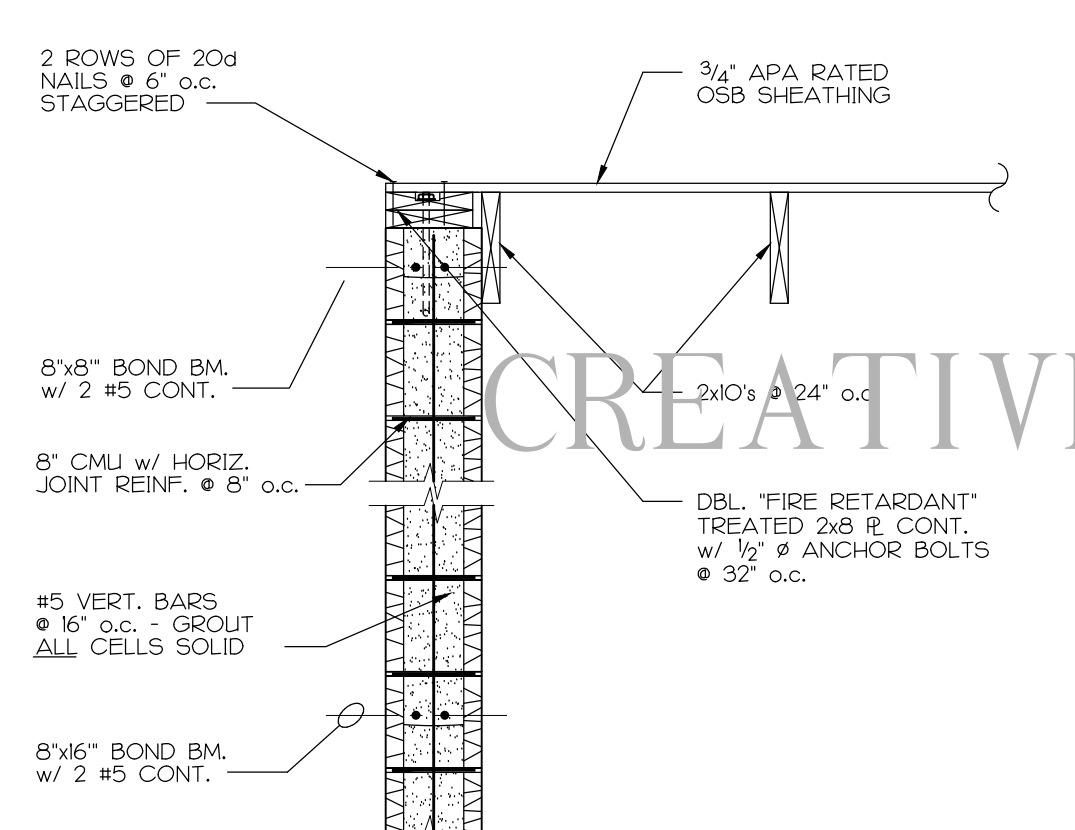 2 ROWS OF 20d
NAILS @ 6" o.c.
STAGGERED
3/4" APA RATED
OSB SHEATHING
8"x8'" BOND BM.
w/ 2 #5 CONT.
CREATIVE
2x10's @ 24" o.c
8" CMU w/ HORIZ.
JOINT REINF. @ 8" o.c.
DBL. "FIRE RETARDANT"
TREATED 2x8 PL CONT.
w/ 1/2" Ø ANCHOR BOLTS
@ 32" o.c.
#5 VERT. BARS
@ 16" o.c. - GROUT
ALL CELLS SOLID
8"x16'" BOND BM.
w/ 2 #5 CONT.